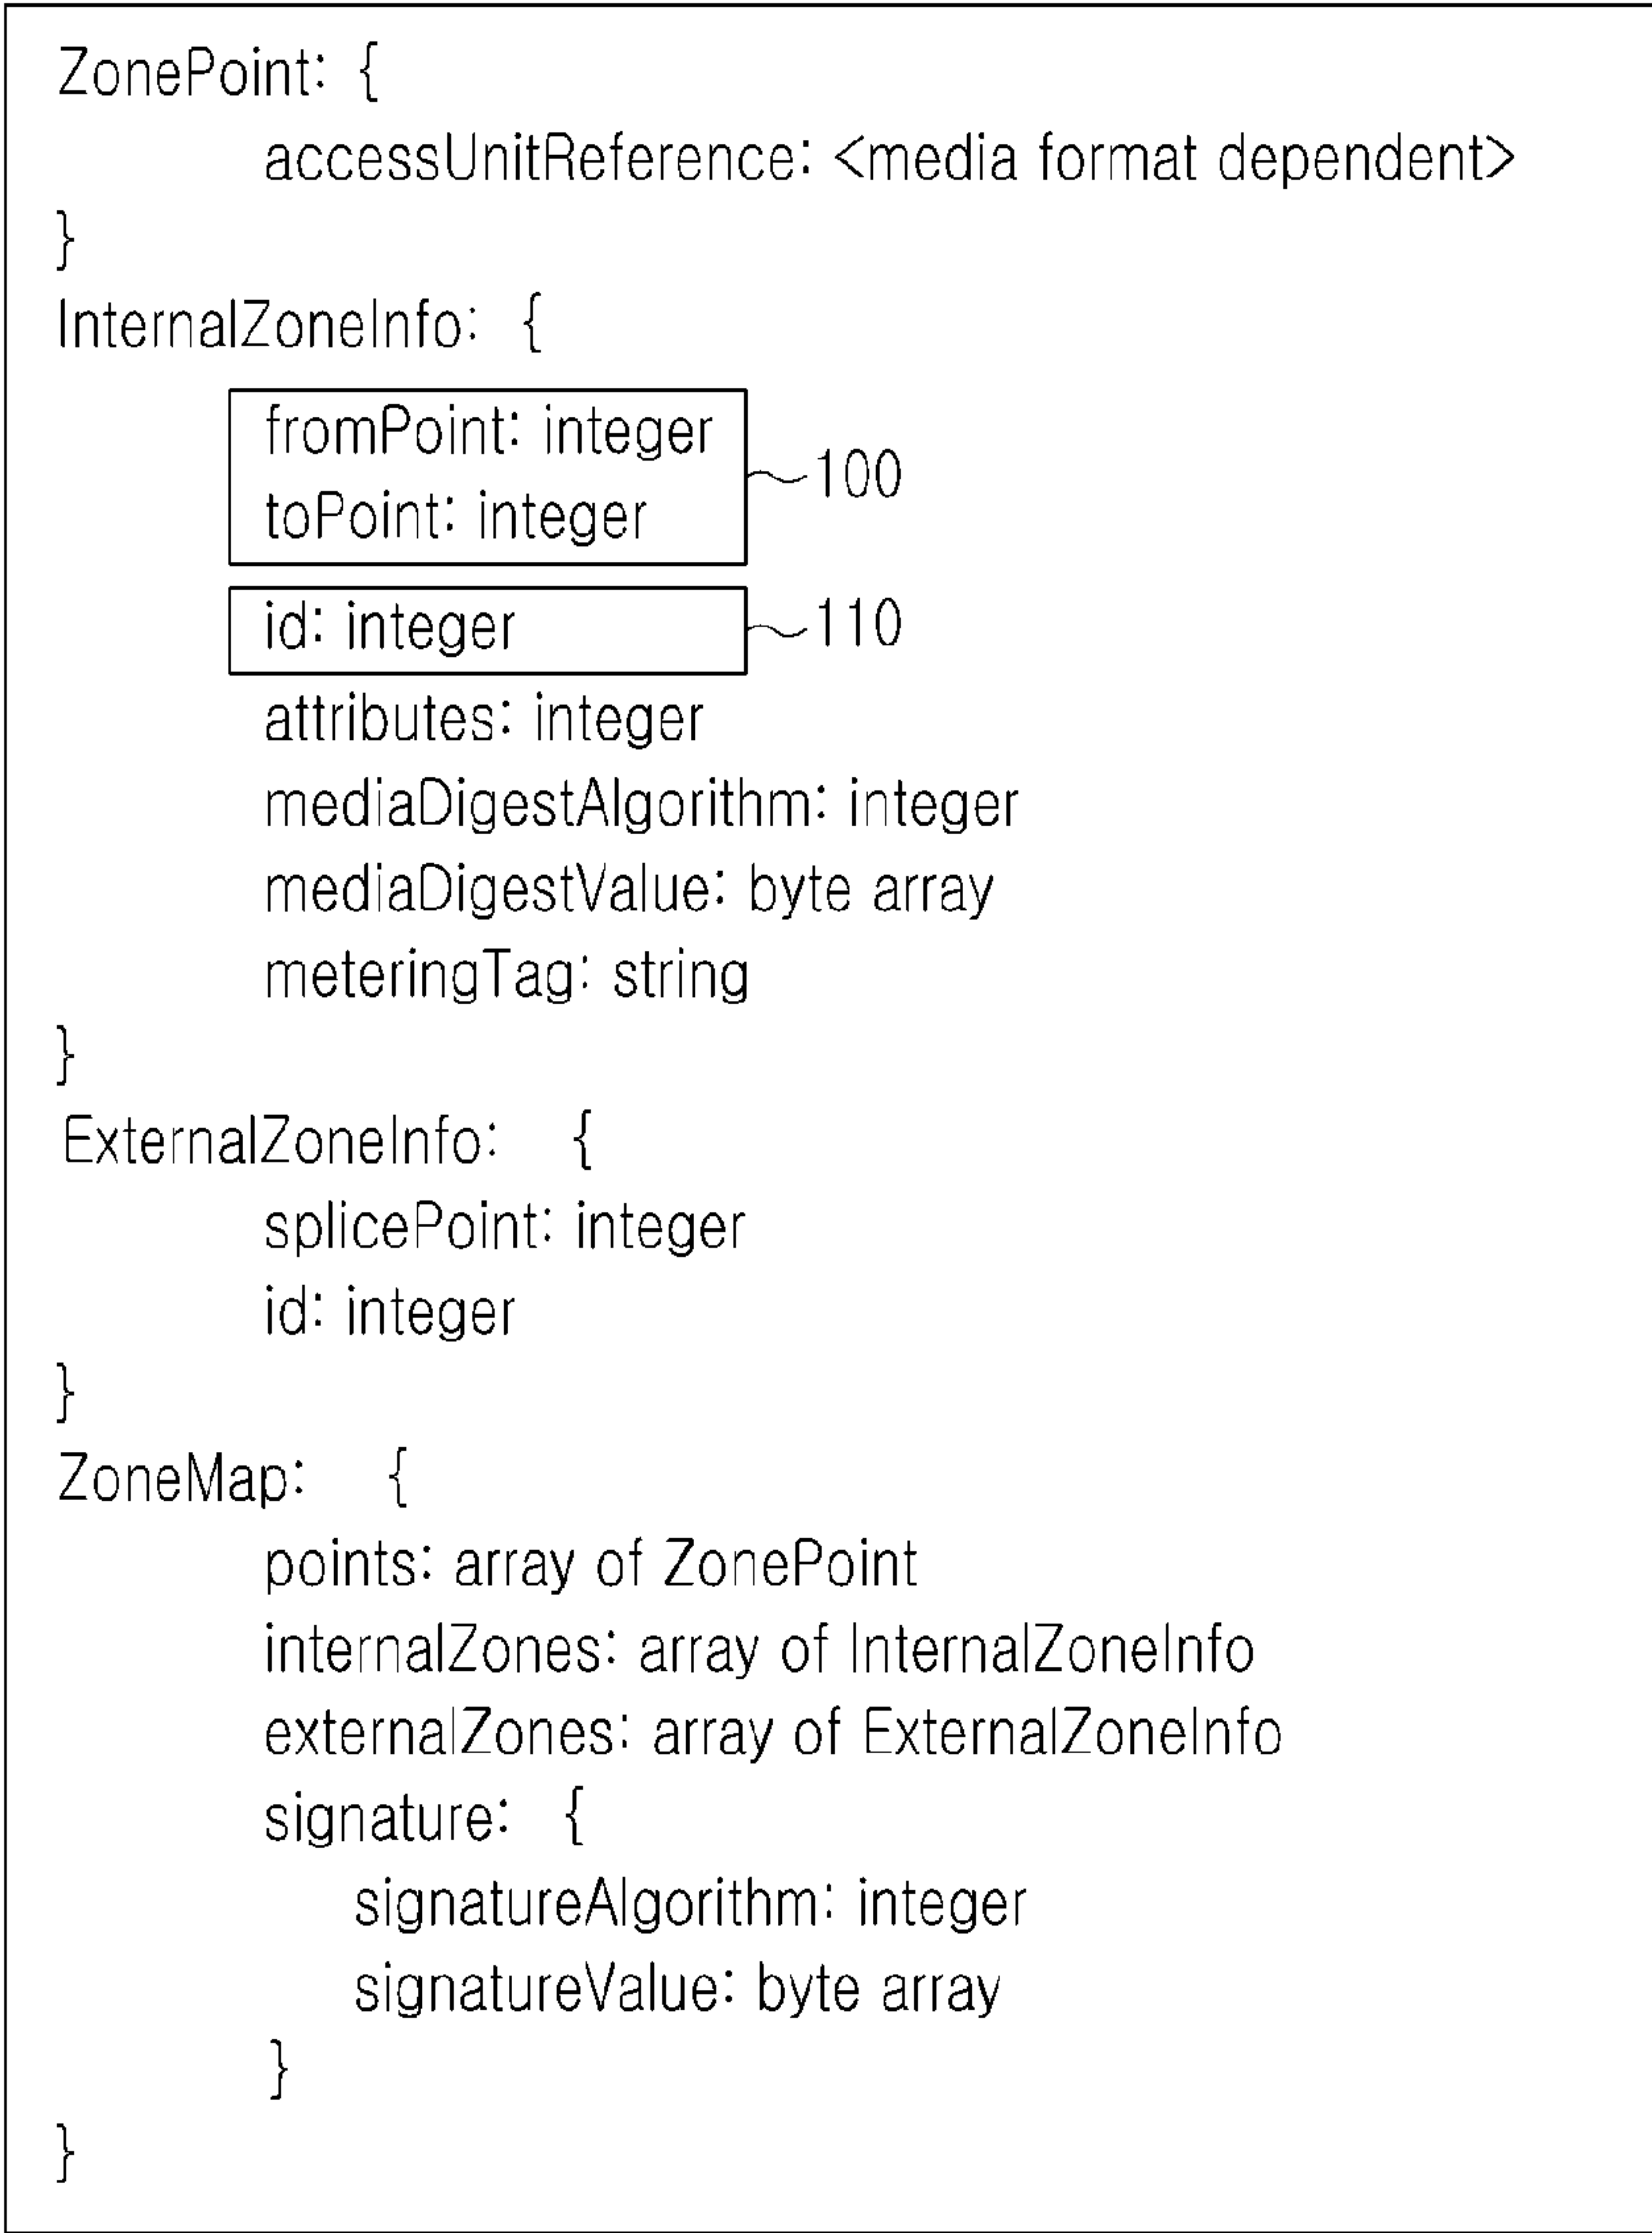 ZonePoint: {
accessUnitReference: <media format dependent>
}
InternalZoneInfo: {
fromPoint: integer
toPoint: integer
100
id: integer
110
attributes: integer
mediaDigestAlgorithm: integer
mediaDigestValue: byte array
meteringTag: string
}
ExternalZoneInfo: {
splicePoint: integer
id: integer
}
ZoneMap: {
points: array of ZonePoint
internalZones: array of InternalZoneInfo
externalZones: array of ExternalZoneInfo
signature: {
signatureAlgorithm: integer
signatureValue: byte array
}
}